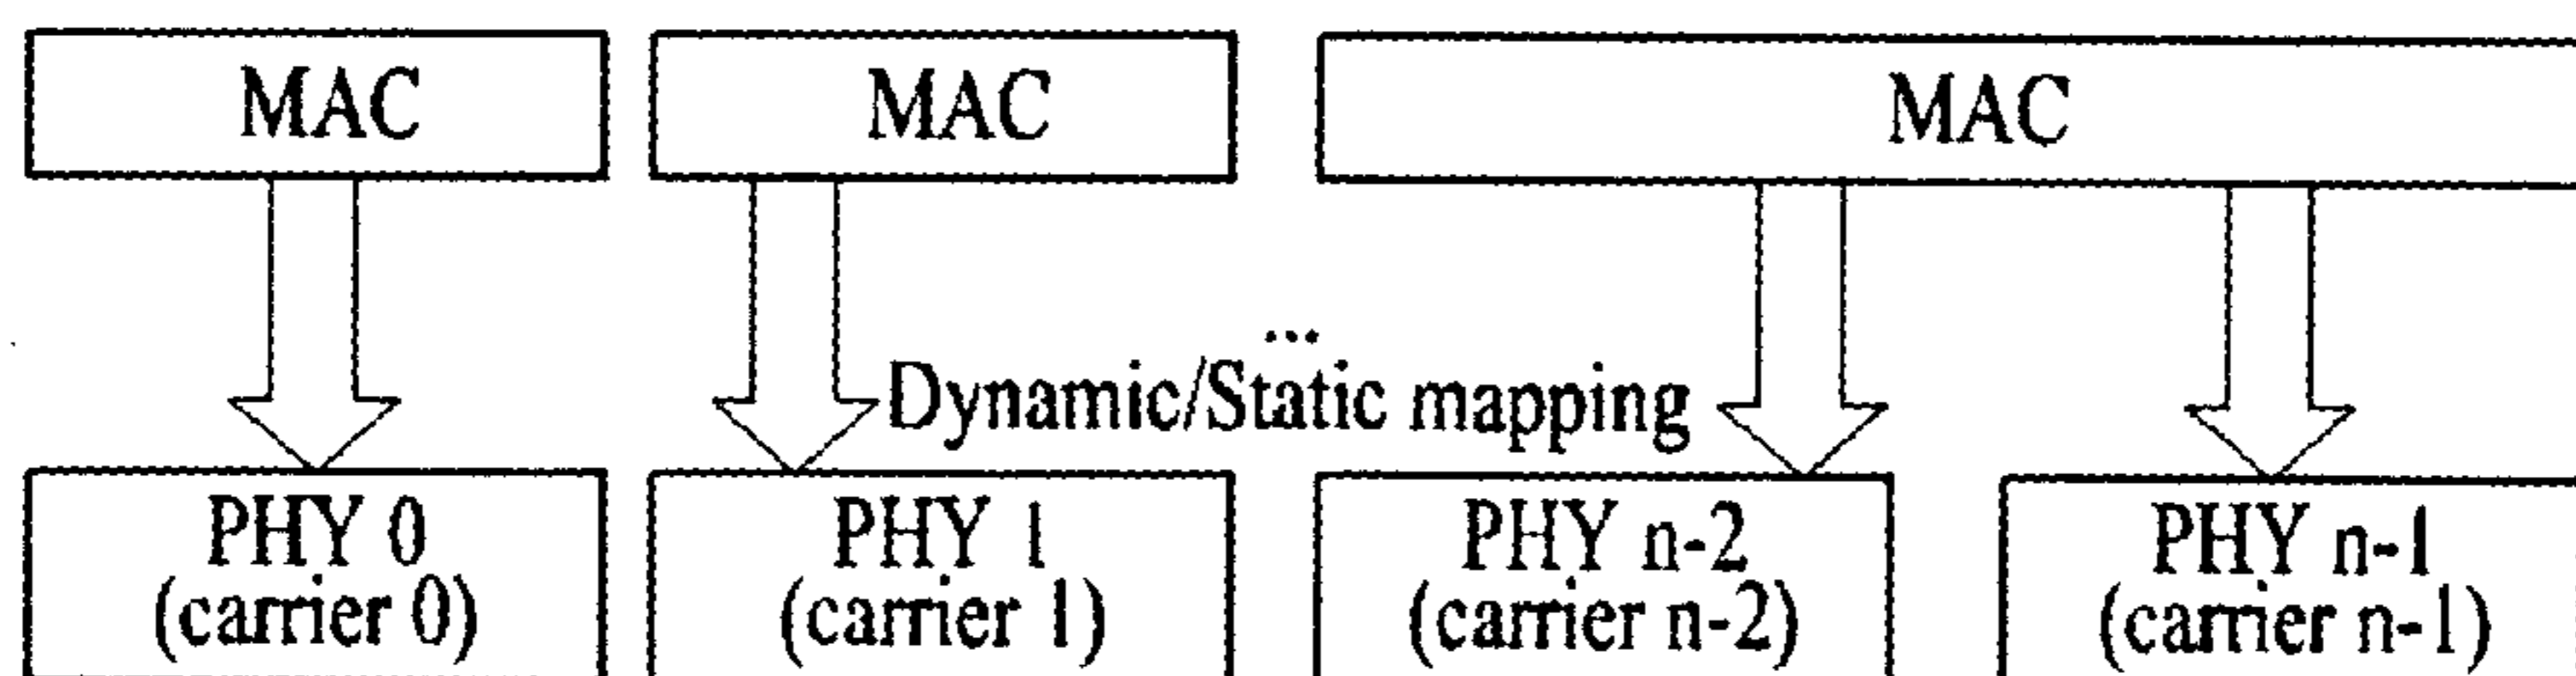 MAC
MAC
MAC
...
Dynamic/Static mapping
PHY 0
(carrier 0)
PHY 1
(carrier 1)
PHY n-2
(carrier n-2)
PHY n-1
(carrier n-1)